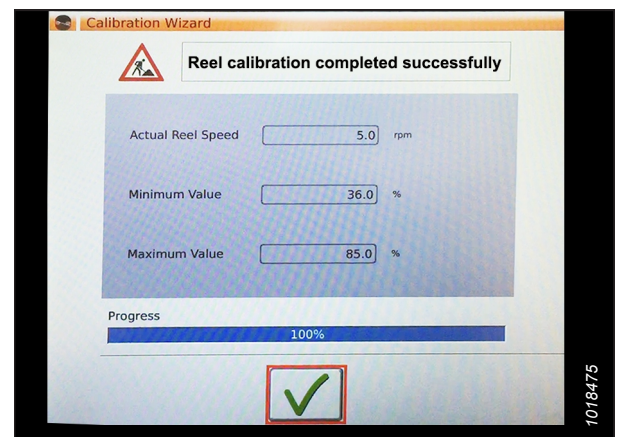 Calibration Wizard
Reel calibration completed successfully
Actual Reel Speed 5.0 rpm
Minimum Value 36.0 %
Maximum Value 85.0 %
Progress
100%
1018475